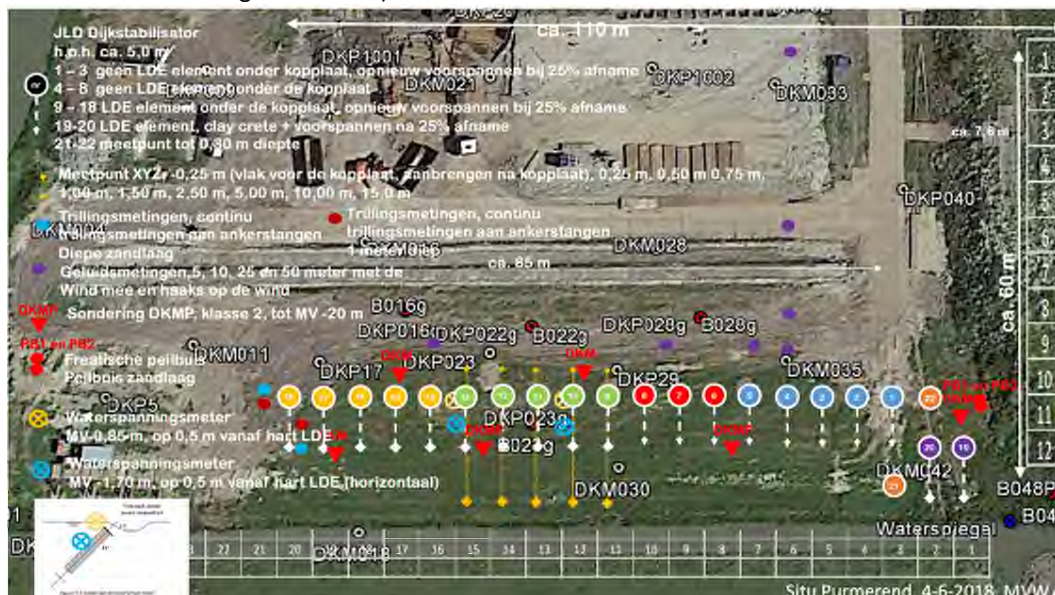 ca. 110 m
JLD Dijkstabilisator
h.o.h. ca. 5,0 m
DKP1001
1 – 3 geen LDE element onder kopplaat, opnieuw voorspannen bij 25% afname
DKP1002
DKM021
DKM033
4 – 8 geen LDE element onder de kopplaat
9 – 18 LDE element onder de kopplaat, opnieuw voorspannen bij 25% afname
19-20 LDE element, clay crete + voorspannen na 25% afname
21-22 meetpunt tot 0,80 m diepte
ca. 7,6 m
Meetpunt XYZ, -0,25 m (vlak voor de kopplaat, aanbrengen na kopplaat), 0,25 m, 0,50 m 0,75 m,
1,00 m, 1,50 m, 2,50 m, 5,00 m, 10,00 m, 15,0 m
DKP040
Trillingsmetingen, continu
trillingsmetingen aan ankerstangen
Diepe zandlaag
Trillingsmetingen, continu
trillingsmetingen aan ankerstangen
1 meter diep
DKM004
DKM016
DKM028
ca. 85 m
Geluidsmetingen, 5, 10, 25 en 50 meter met de
Wind mee en haaks op de wind
ca. 60 m
DKMP
Sondering DKMP, klasse 2, tot MV -20 m
B016g
DKP016g
DKP022g
B022g
DKP028g
B028g
PB1 en PB2
Freatische peilbuis
Peilbuis zandlaag
DKM011
DKP17
DKM
DKP023
DKM
DKP29
DKM035
DKP5
DKP023g
B023g
Waterspanningsmeter
MV-0,85m, op 0,5 m vanaf hart LDE
DKMP
DKMP
Waterspanningsmeter
MV -1,70 m, op 0,5 m vanaf hart LDE (horizontaal)
DKM030
DKM042
B048P
Waterspiegel
DKM018
22 21 20 19 18 17 16 15 14 13 12 11 10 9 8 7 6 5 4 3 2 1
Situ Purmerend 4-6-2018 MVW